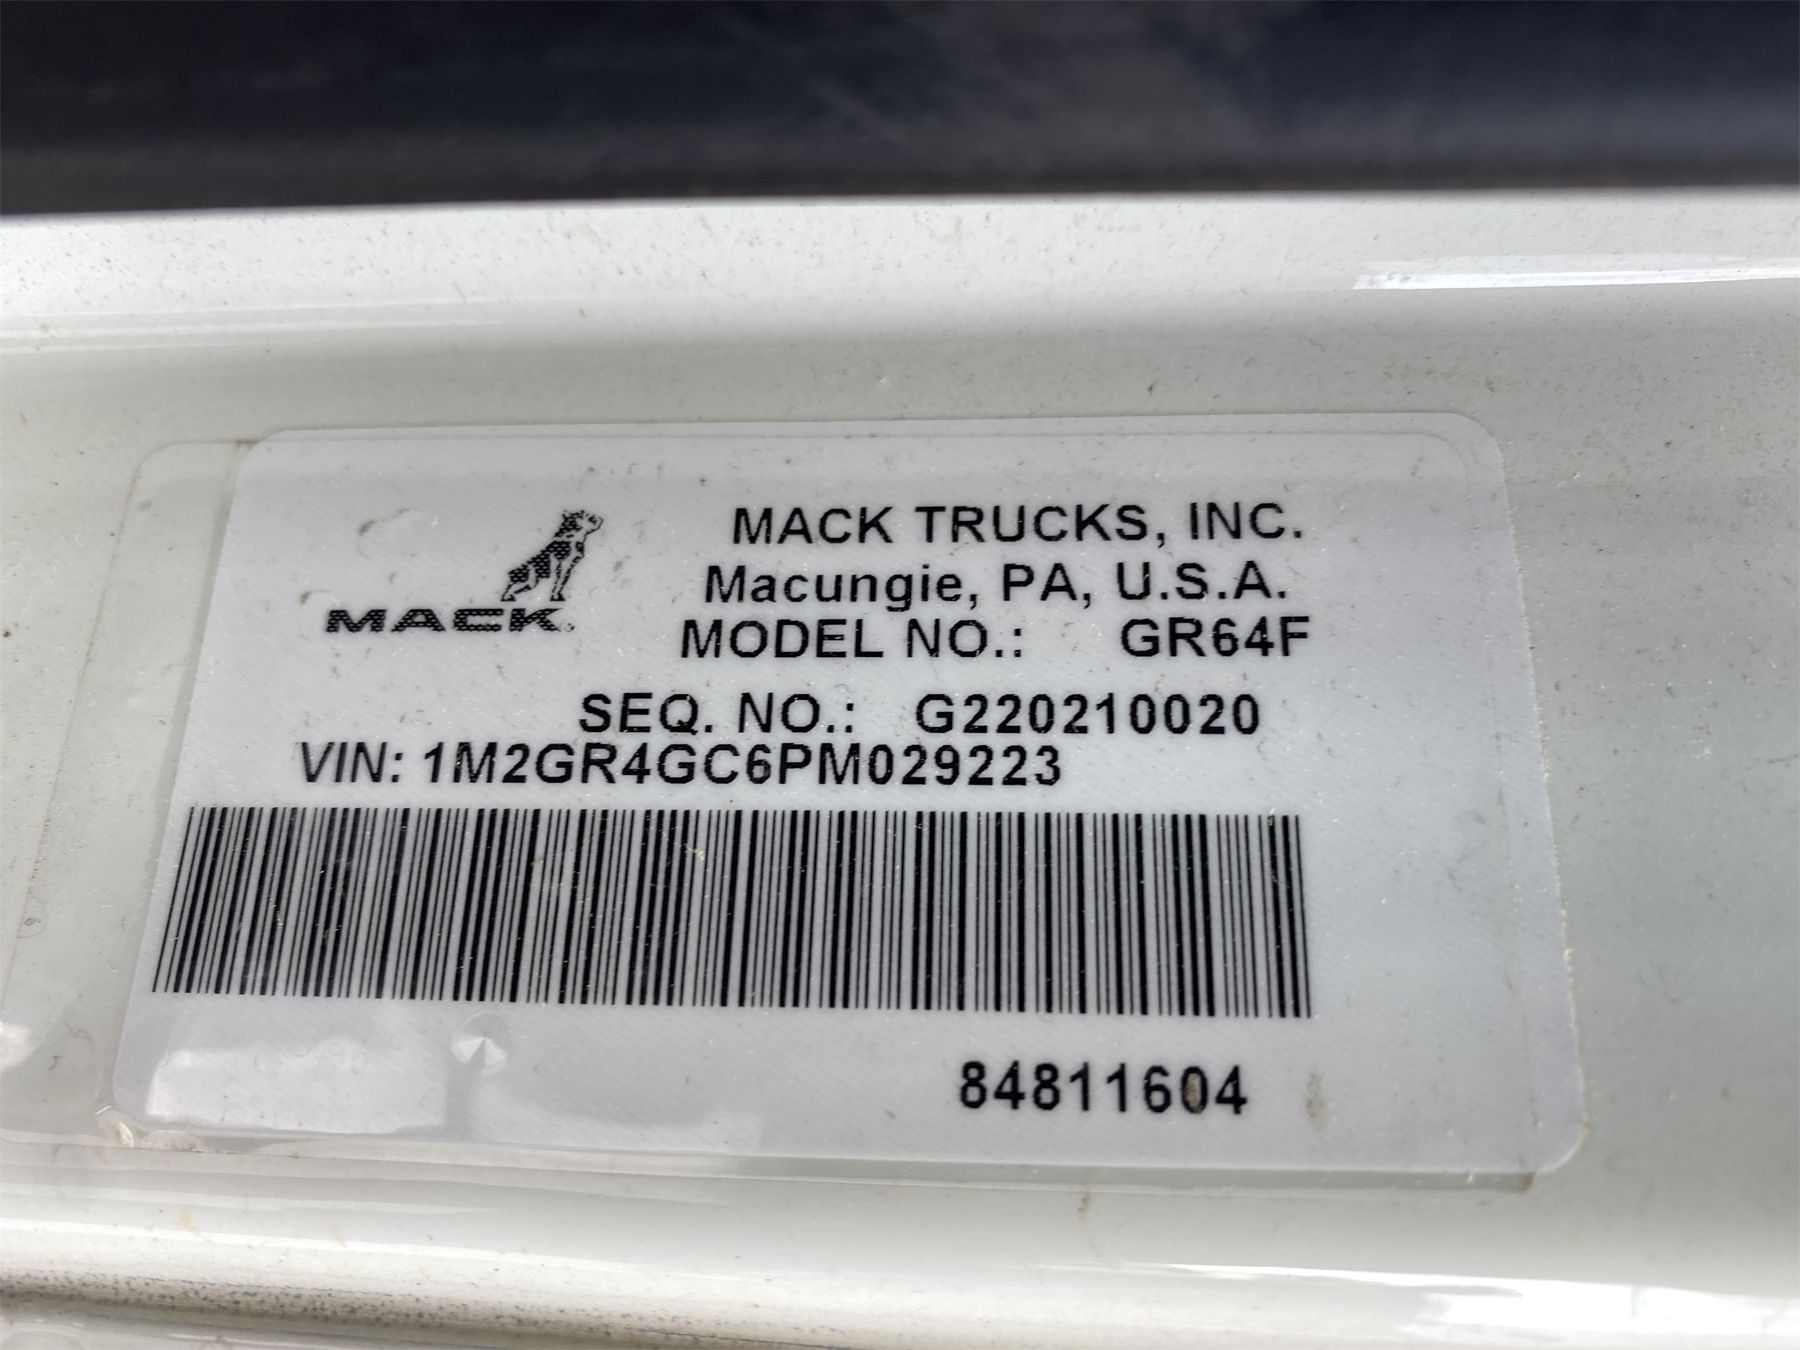 MACK
MACK TRUCKS, INC.
Macungie, PA, U.S.A.
MODEL NO.: GR64F
SEQ. NO.: G220210020
VIN: 1M2GR4GC6PM029223
84811604